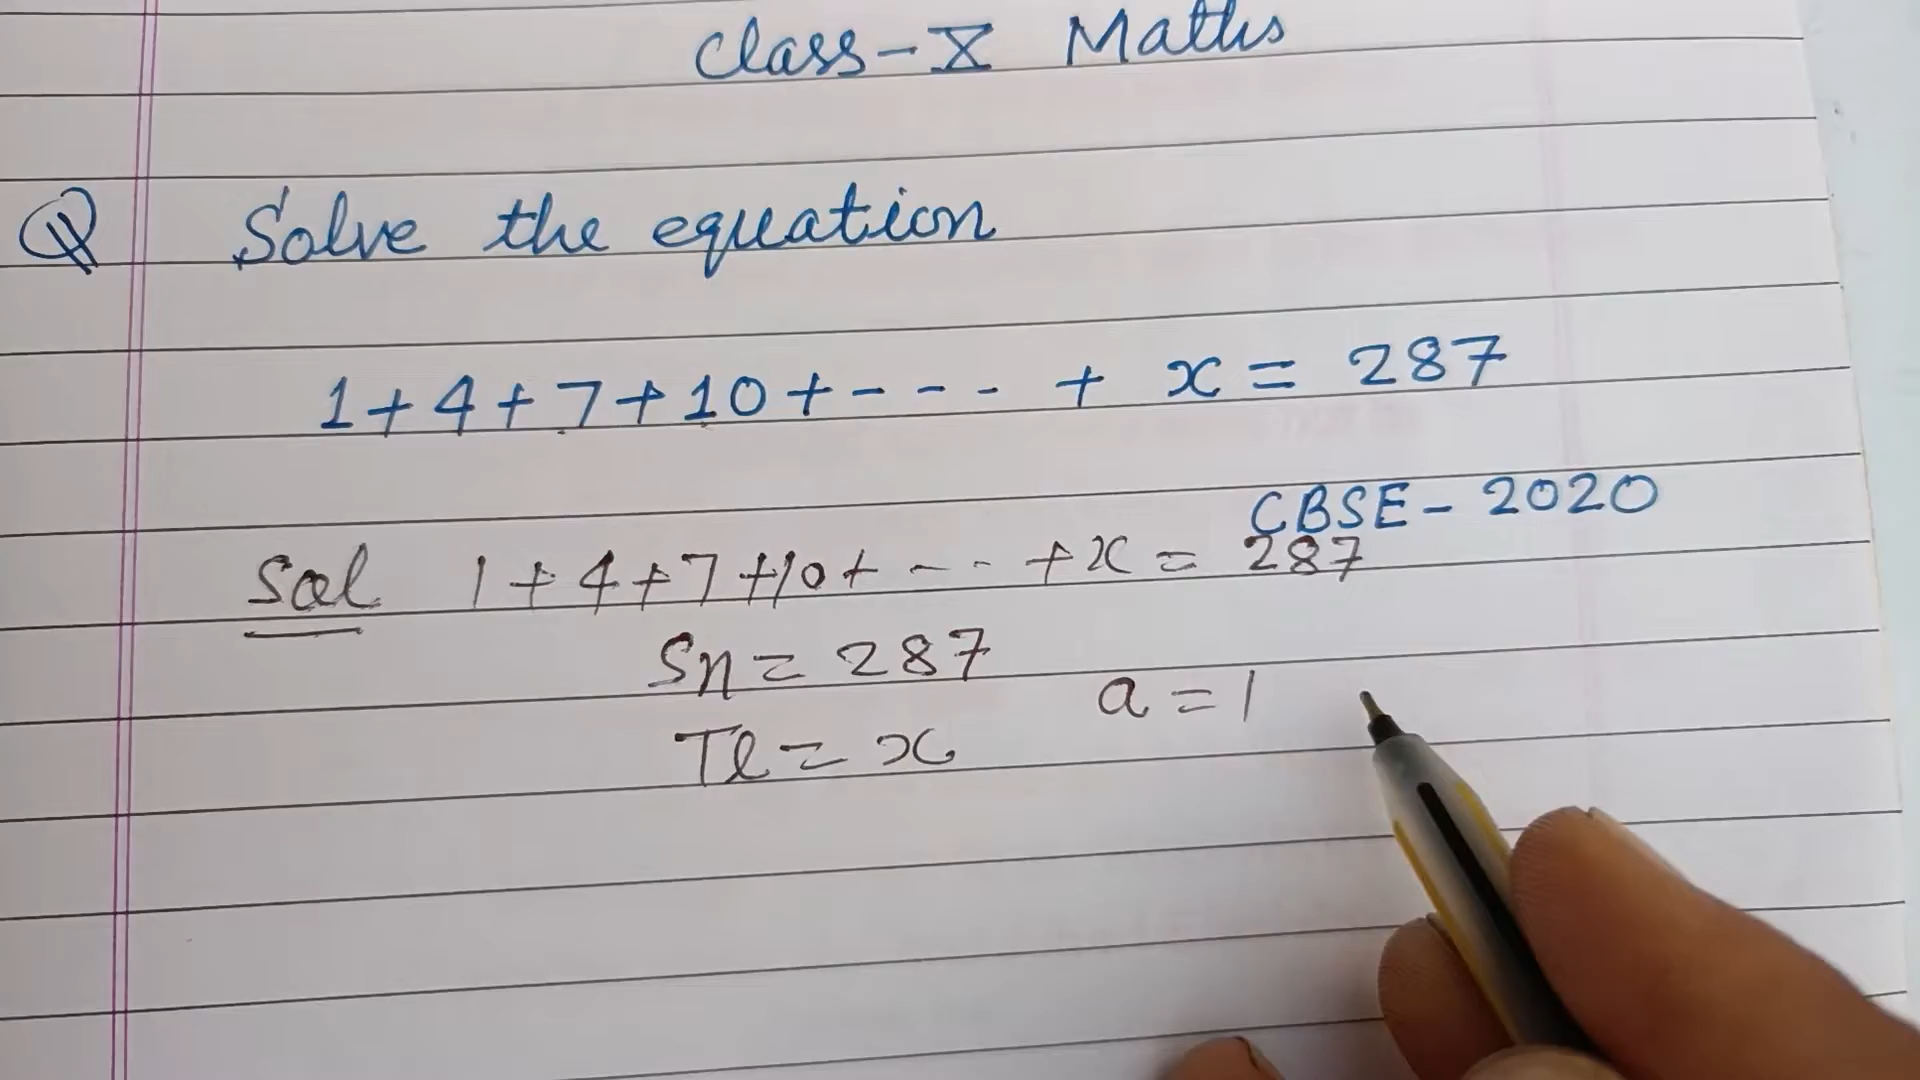 Class-X Maths
Q Solve the equation
1+4+7+10+---- + x = 287
CBSE-2020
Sol 1+4+7+10+---- +x = 287
Sn = 287
a = 1
Tl = x